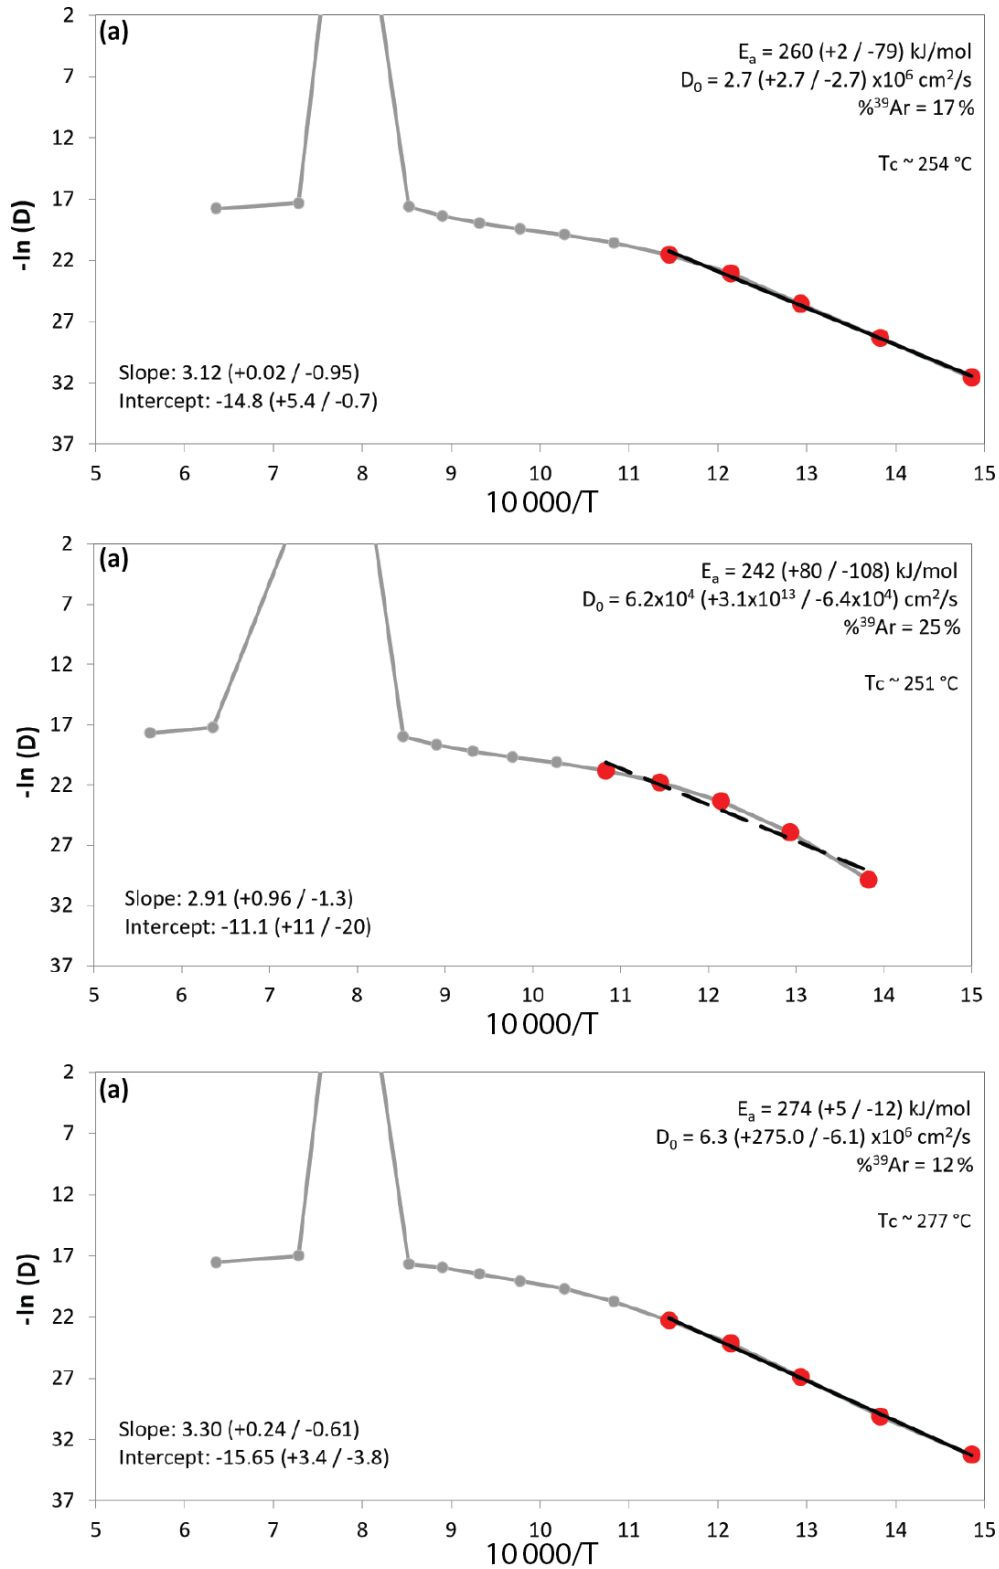 (a)
Eₐ = 260 (+2 / -79) kJ/mol
D₀ = 2.7 (+2.7 / -2.7) x10⁶ cm²/s
%³⁹Ar = 17 %
Tc ~ 254 °C
2
7
12
17
22
27
32
37
-ln (D)
Slope: 3.12 (+0.02 / -0.95)
Intercept: -14.8 (+5.4 / -0.7)
5 6 7 8 9 10 11 12 13 14 15
10 000/T
(a)
Eₐ = 242 (+80 / -108) kJ/mol
D₀ = 6.2x10⁴ (+3.1x10¹³ / -6.4x10⁴) cm²/s
%³⁹Ar = 25 %
Tc ~ 251 °C
2
7
12
17
22
27
32
37
-ln (D)
Slope: 2.91 (+0.96 / -1.3)
Intercept: -11.1 (+11 / -20)
5 6 7 8 9 10 11 12 13 14 15
10 000/T
(a)
Eₐ = 274 (+5 / -12) kJ/mol
D₀ = 6.3 (+275.0 / -6.1) x10⁶ cm²/s
%³⁹Ar = 12 %
Tc ~ 277 °C
2
7
12
17
22
27
32
37
-ln (D)
Slope: 3.30 (+0.24 / -0.61)
Intercept: -15.65 (+3.4 / -3.8)
5 6 7 8 9 10 11 12 13 14 15
10 000/T